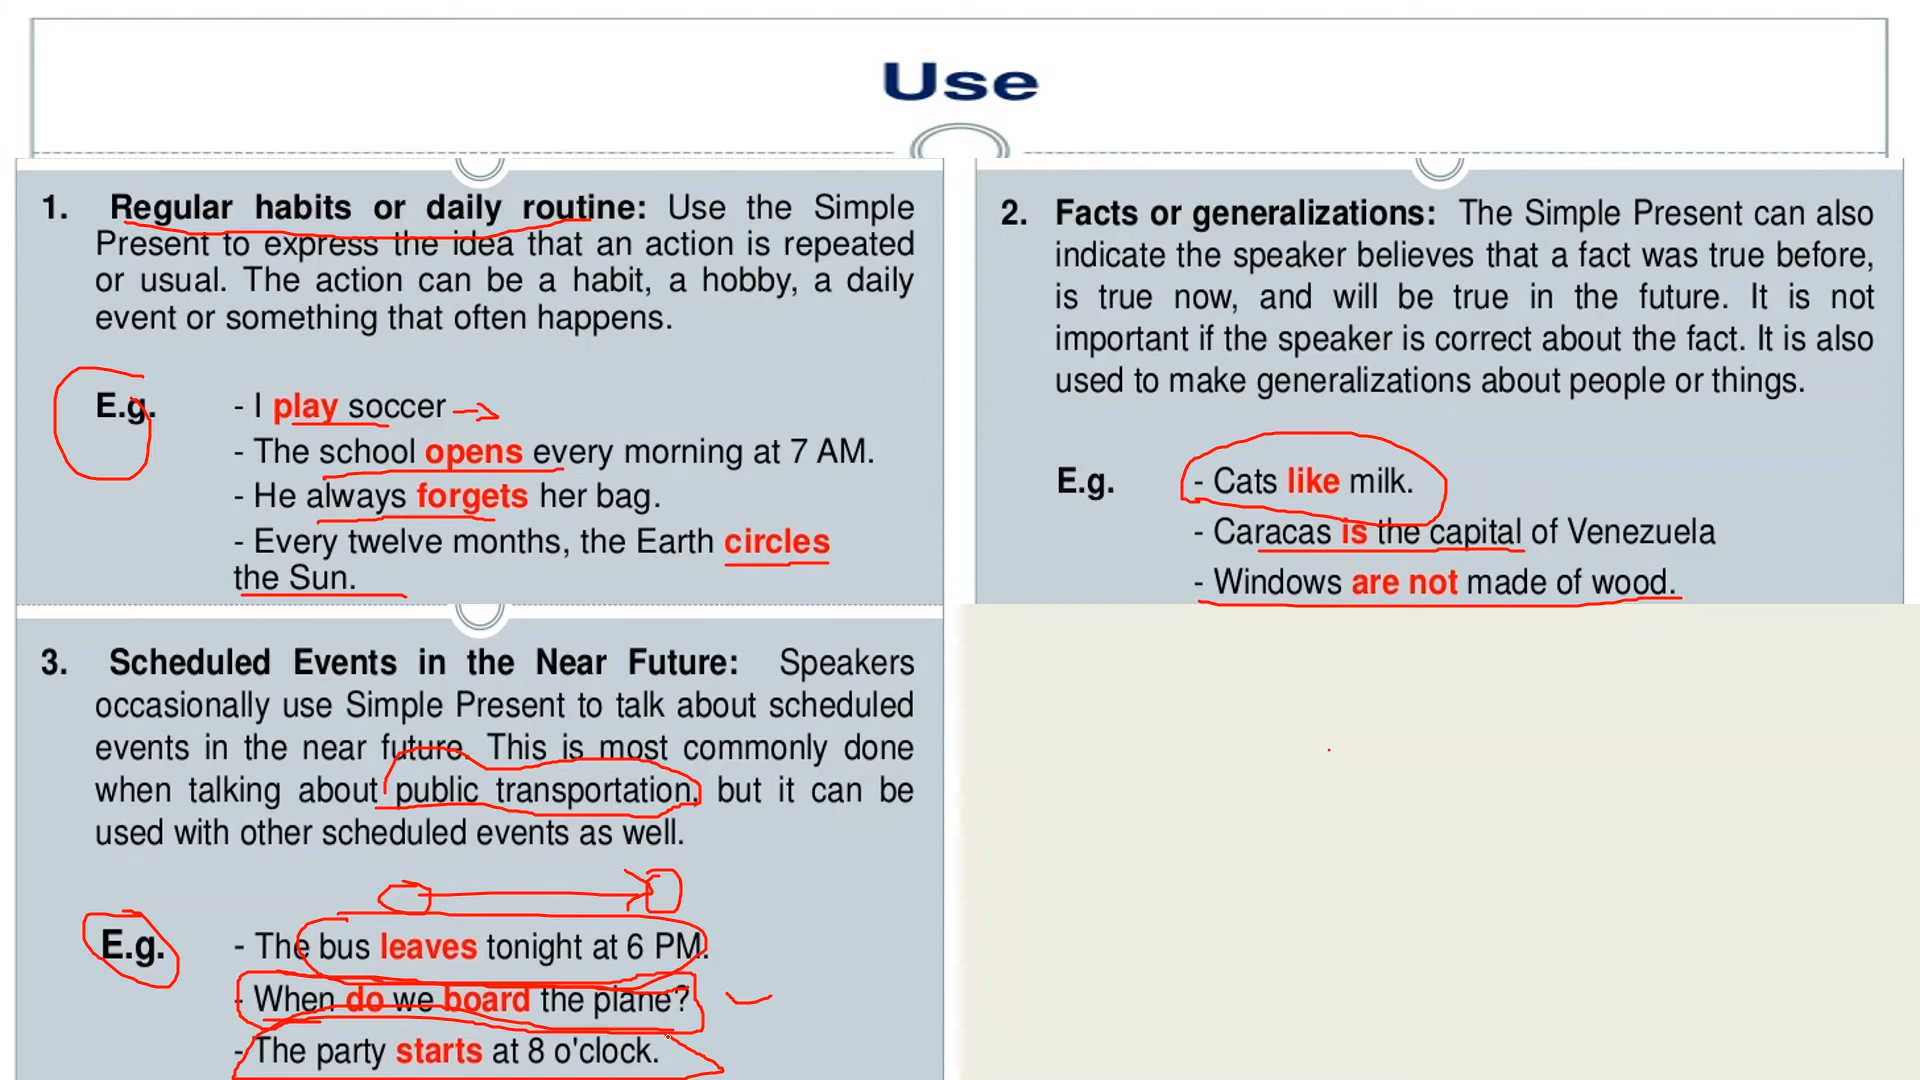 Use
1. Regular habits or daily routine: Use the Simple
Present to express the idea that an action is repeated
or usual. The action can be a habit, a hobby, a daily
event or something that often happens.
E.g. - I play soccer
- The school opens every morning at 7 AM.
- He always forgets her bag.
- Every twelve months, the Earth circles
the Sun.
2. Facts or generalizations: The Simple Present can also
indicate the speaker believes that a fact was true before,
is true now, and will be true in the future. It is not
important if the speaker is correct about the fact. It is also
used to make generalizations about people or things.
E.g. - Cats like milk.
- Caracas is the capital of Venezuela
- Windows are not made of wood.
3. Scheduled Events in the Near Future: Speakers
occasionally use Simple Present to talk about scheduled
events in the near future. This is most commonly done
when talking about public transportation, but it can be
used with other scheduled events as well.
E.g. - The bus leaves tonight at 6 PM.
- When do we board the plane?
- The party starts at 8 o'clock.